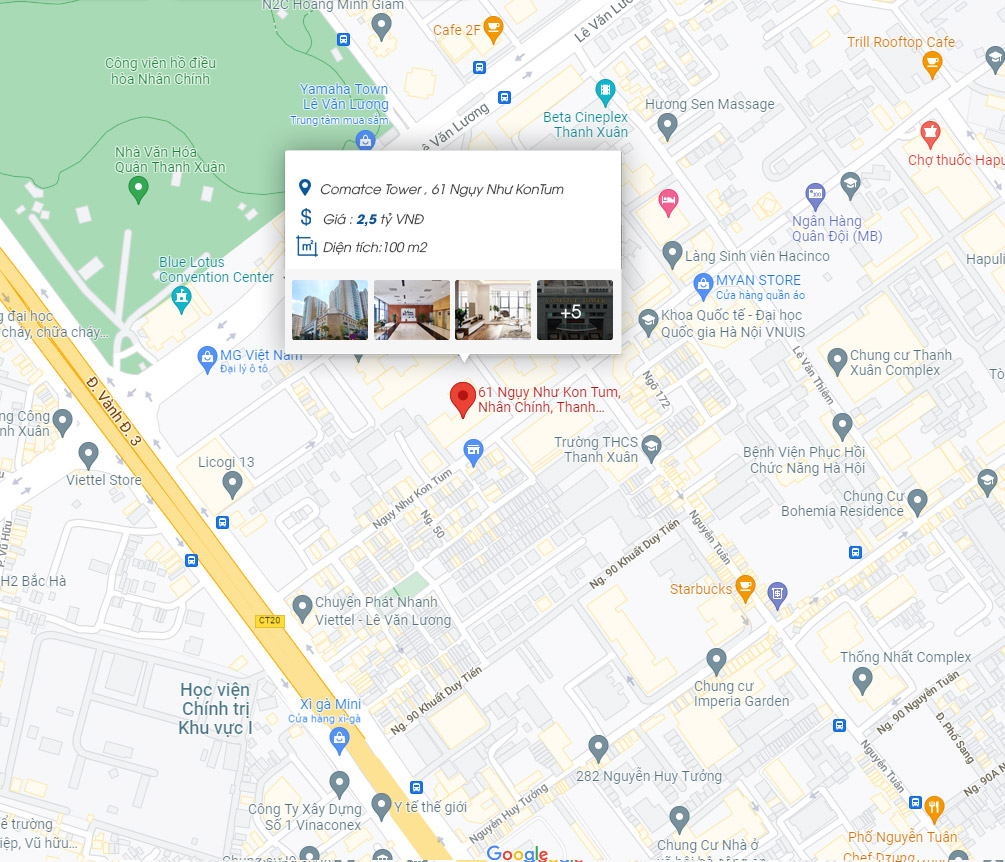 N2C Hoàng Minh Giám
Cafe 2F
Lê Văn Lương
Trill Rooftop Cafe
Công viên hồ điều
hòa Nhân Chính
Yamaha Town
Lê Văn Lương
Trung tâm mua sắm
Lê Văn Lương
Beta Cineplex
Thanh Xuân
Hương Sen Massage
Nhà Văn Hóa
Quận Thanh Xuân
Chợ thuốc Hapu
Comatce Tower , 61 Ngụy Như KonTum
Giá : 2,5 tỷ VNĐ
Diện tích:100 m2
+5
Ngân Hàng
Quân Đội (MB)
Làng Sinh viên Hacinco
Hapuli
Blue Lotus
Convention Center
MYAN STORE
Cửa hàng quần áo
g đại học
cháy, chữa cháy...
Khoa Quốc tế - Đại học
Quốc gia Hà Nội VNUIS
MG Việt Nam
Đại lý ô tô
Lê Văn Thiêm
Chung cư Thanh
Xuân Complex
Ngõ 172
Đ. Vành Đ. 3
61 Ngụy Như Kon Tum,
Nhân Chính, Thanh...
ng Công
nh Xuân
Trường THCS
Thanh Xuân
Bệnh Viện Phục Hồi
Chức Năng Hà Hội
Licogi 13
Viettel Store
Ngụy Như Kon Tum
Ng. 50
Chung Cư
Bohemia Residence
P. Vũ Hữu
Nguyễn Tuân
Ng. 90 Khuất Duy Tiến
H2 Bắc Hà
Starbucks
Chuyển Phát Nhanh
Viettel - Lê Văn Lương
CT20
Thống Nhất Complex
Học viện
Chính trị
Khu vực I
Ng. 90 Khuất Duy Tiến
Chung cư
Imperia Garden
Ng. 90 Nguyễn Tuân
Xì gà Mini
Cửa hàng xì-gà
Đ. Phố Sang
Nguyễn Tuân
Ng. 90A N
282 Nguyễn Huy Tưởng
Nguyễn Huy Tưởng
Công Ty Xây Dựng
Số 1 Vinaconex
Y tế thế giới
ể trường
iệp, Vũ hữu...
Phố Nguyễn Tuân
Chung Cư Nhà ở
Chef Dzung
Google